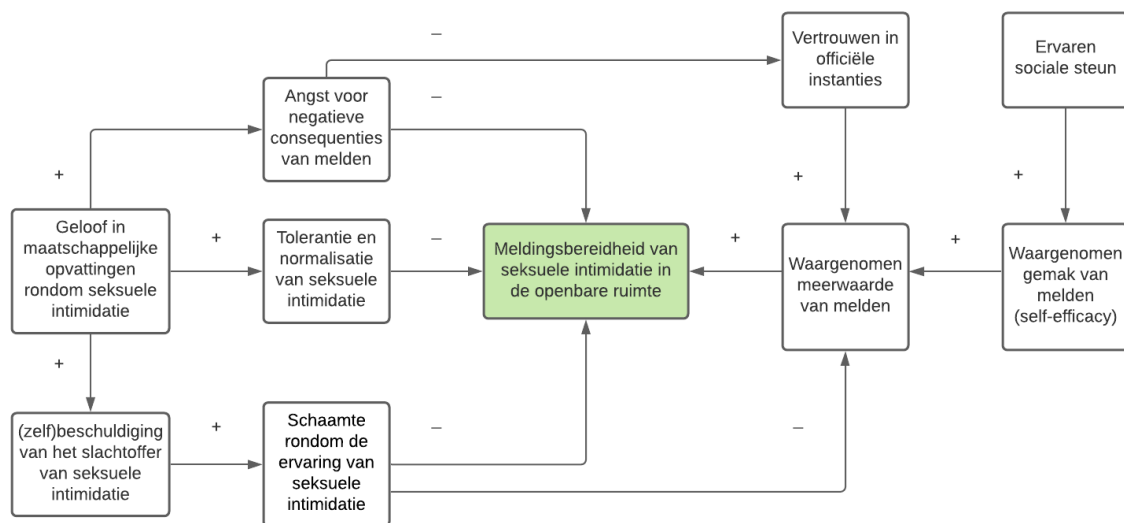 Vertrouwen in
officiële
instanties
Ervaren
sociale steun
–
Angst voor
negatieve
consequenties
van melden
–
+
+
+
Geloof in
maatschappelijke
opvattingen
rondom seksuele
intimidatie
+
Tolerantie en
normalisatie
van seksuele
intimidatie
–
Meldingsbereidheid van
seksuele intimidatie in
de openbare ruimte
+
Waargenomen
meerwaarde
van melden
+
Waargenomen
gemak van
melden
(self-efficacy)
+
(zelf)beschuldiging
van het slachtoffer
van seksuele
intimidatie
+
Schaamte
rondom de
ervaring van
seksuele
intimidatie
–
–